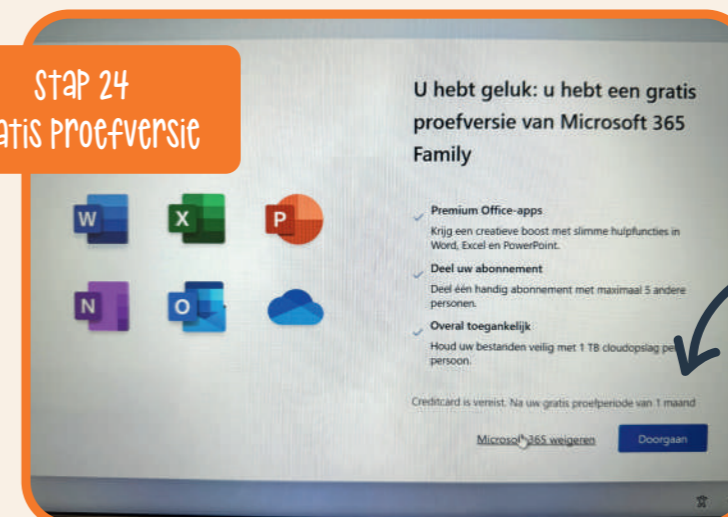 Stap 24
atis proefversie
U hebt geluk: u hebt een gratis
proefversie van Microsoft 365
Family
Premium Office-apps
Krijg een creatieve boost met slimme hulpfuncties in
Word, Excel en PowerPoint.
Deel uw abonnement
Deel één handig abonnement met maximaal 5 andere
personen.
Overal toegankelijk
Houd uw bestanden veilig met 1 TB cloudopslag pe
persoon.
Creditcard is vereist. Na uw gratis proefperiode van 1 maand
Microsoft 365 weigeren
Doorgaan
W
X
P
N
O